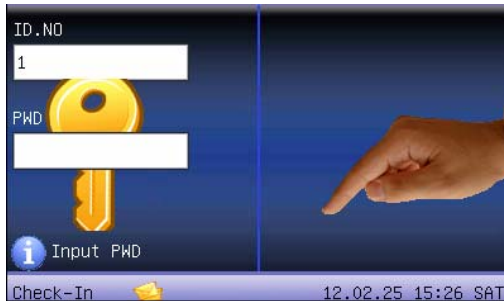 ID.NO
1
PWD
Input PWD
Check-In 12.02.25 15:26 SAT